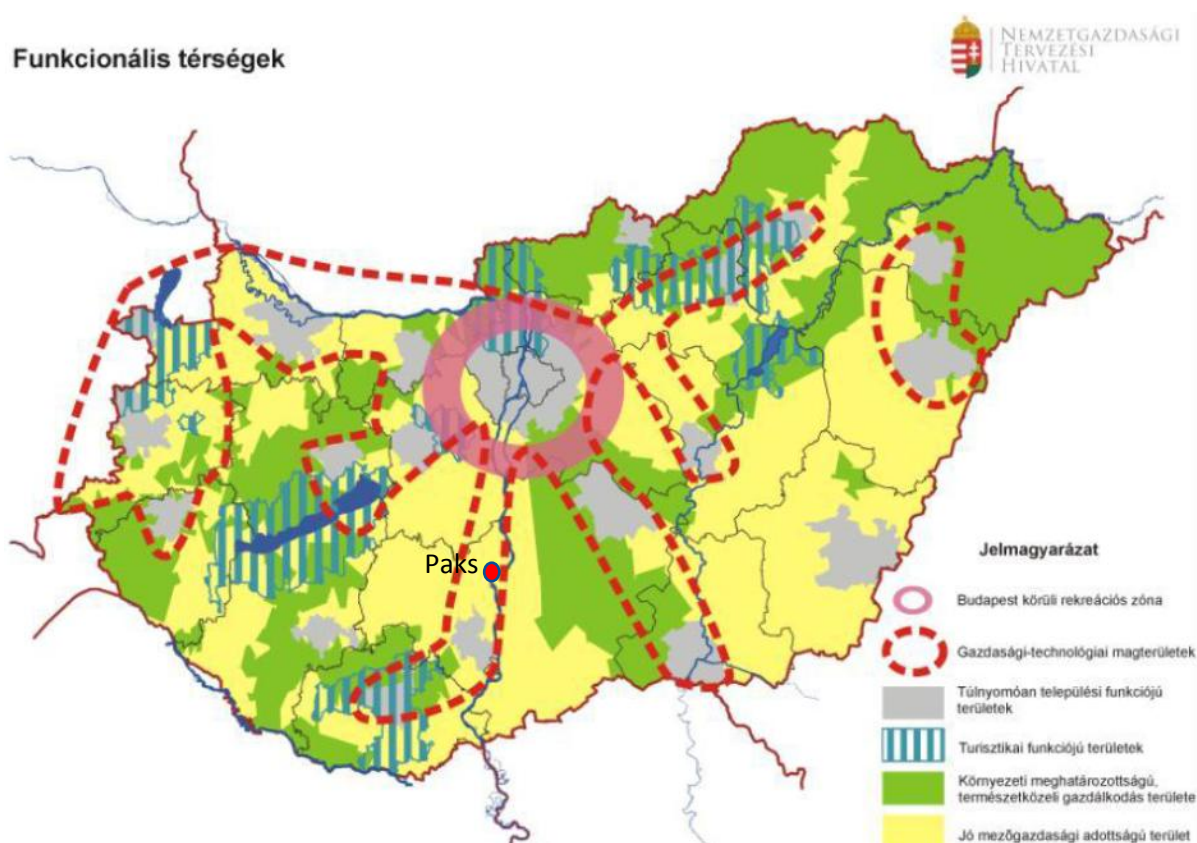 Funkcionális térségek
NEMZETGAZDASÁGI
TERVEZÉSI
HIVATAL
Paks
Jelmagyarázat
Budapest körüli rekreációs zóna
Gazdasági-technológiai magterületek
Túlnyomóan települési funkciójú
területek
Turisztikai funkciójú területek
Környezeti meghatározottságú,
természetközeli gazdálkodás területe
Jó mezőgazdasági adottságú terület